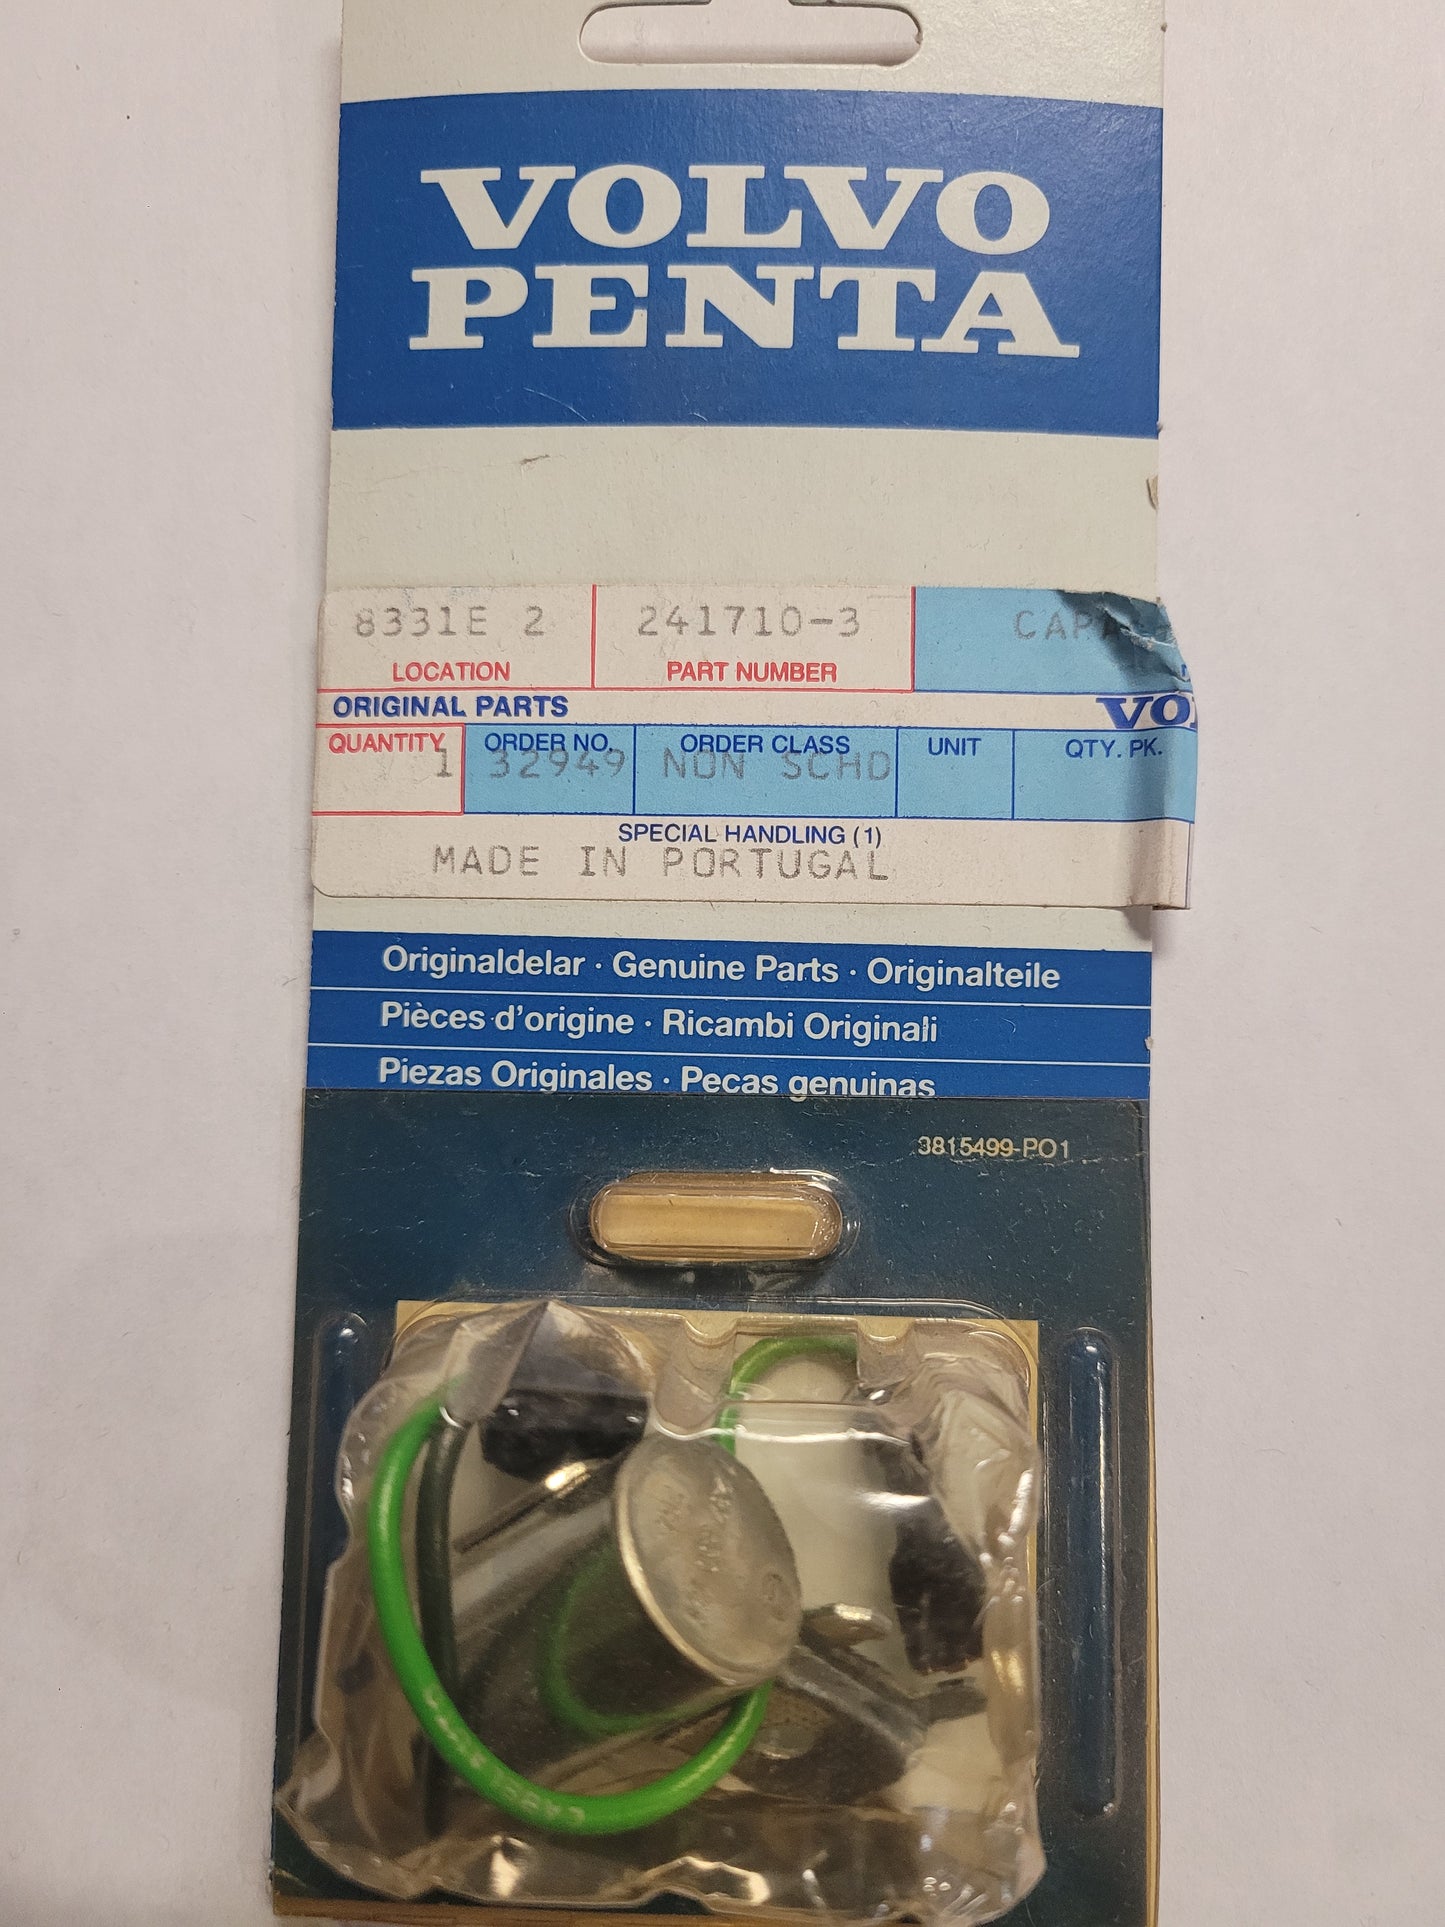 VOLVO
PENTA
8331E 2 241710-3
LOCATION PART NUMBER
ORIGINAL PARTS
QUANTITY ORDER NO. ORDER CLASS UNIT QTY. PK.
1 32949 NON SCHD
SPECIAL HANDLING (1)
MADE IN PORTUGAL
Originaldelar · Genuine Parts · Originalteile
Pièces d'origine · Ricambi Originali
Piezas Originales · Pecas genuinas
3815499-PO1